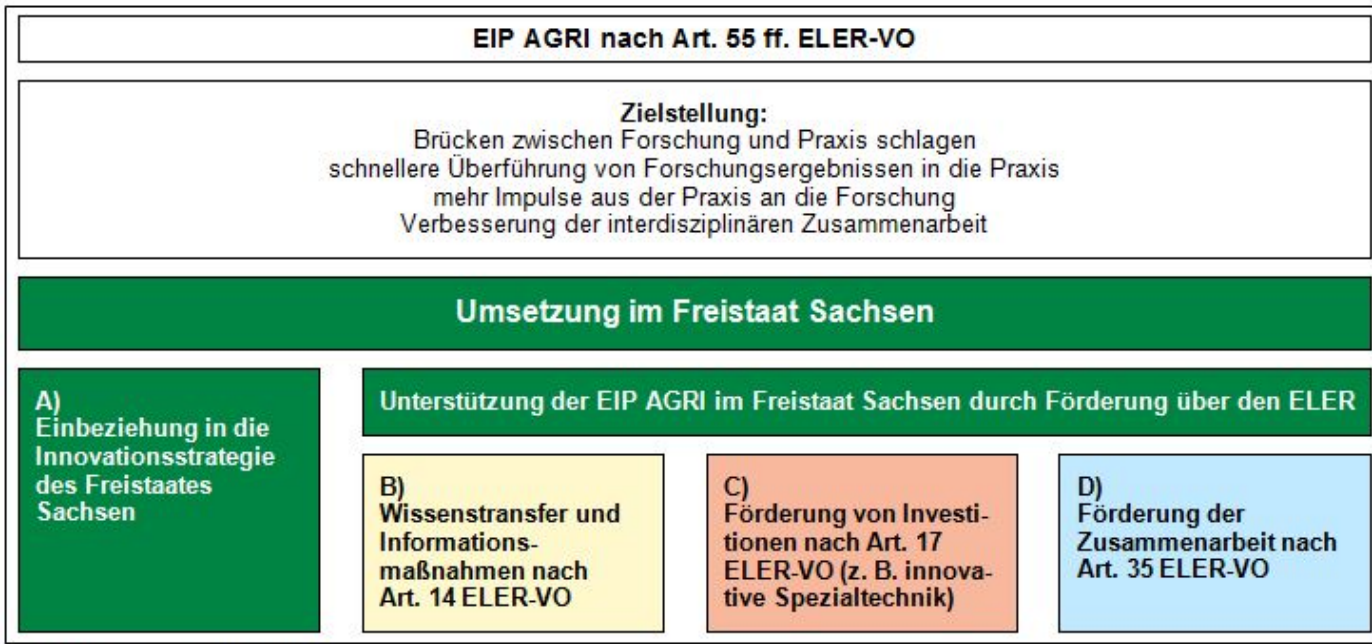 EIP AGRI nach Art. 55 ff. ELER-VO
Zielstellung:
Brücken zwischen Forschung und Praxis schlagen
schnellere Überführung von Forschungsergebnissen in die Praxis
mehr Impulse aus der Praxis an die Forschung
Verbesserung der interdisziplinären Zusammenarbeit
Umsetzung im Freistaat Sachsen
A)
Einbeziehung in die
Innovationsstrategie
des Freistaates
Sachsen
Unterstützung der EIP AGRI im Freistaat Sachsen durch Förderung über den ELER
B)
Wissenstransfer und
Informations-
maßnahmen nach
Art. 14 ELER-VO
C)
Förderung von Investi-
tionen nach Art. 17
ELER-VO (z. B. innova-
tive Spezialtechnik)
D)
Förderung der
Zusammenarbeit nach
Art. 35 ELER-VO